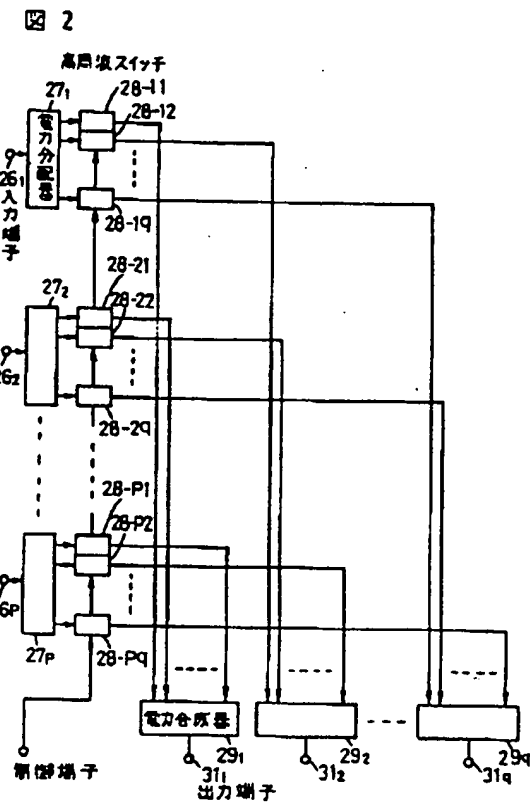 図 2
高周波スイッチ
27₁
28-11
28-12
電力分配器
26₁
入力端子
28-1q
28-21
28-22
27₂
26₂
28-2q
28-P1
28-P2
6P
27P
28-Pq
制御端子
電力合成器
29₁
31₁
出力端子
29₂
31₂
29q
31q